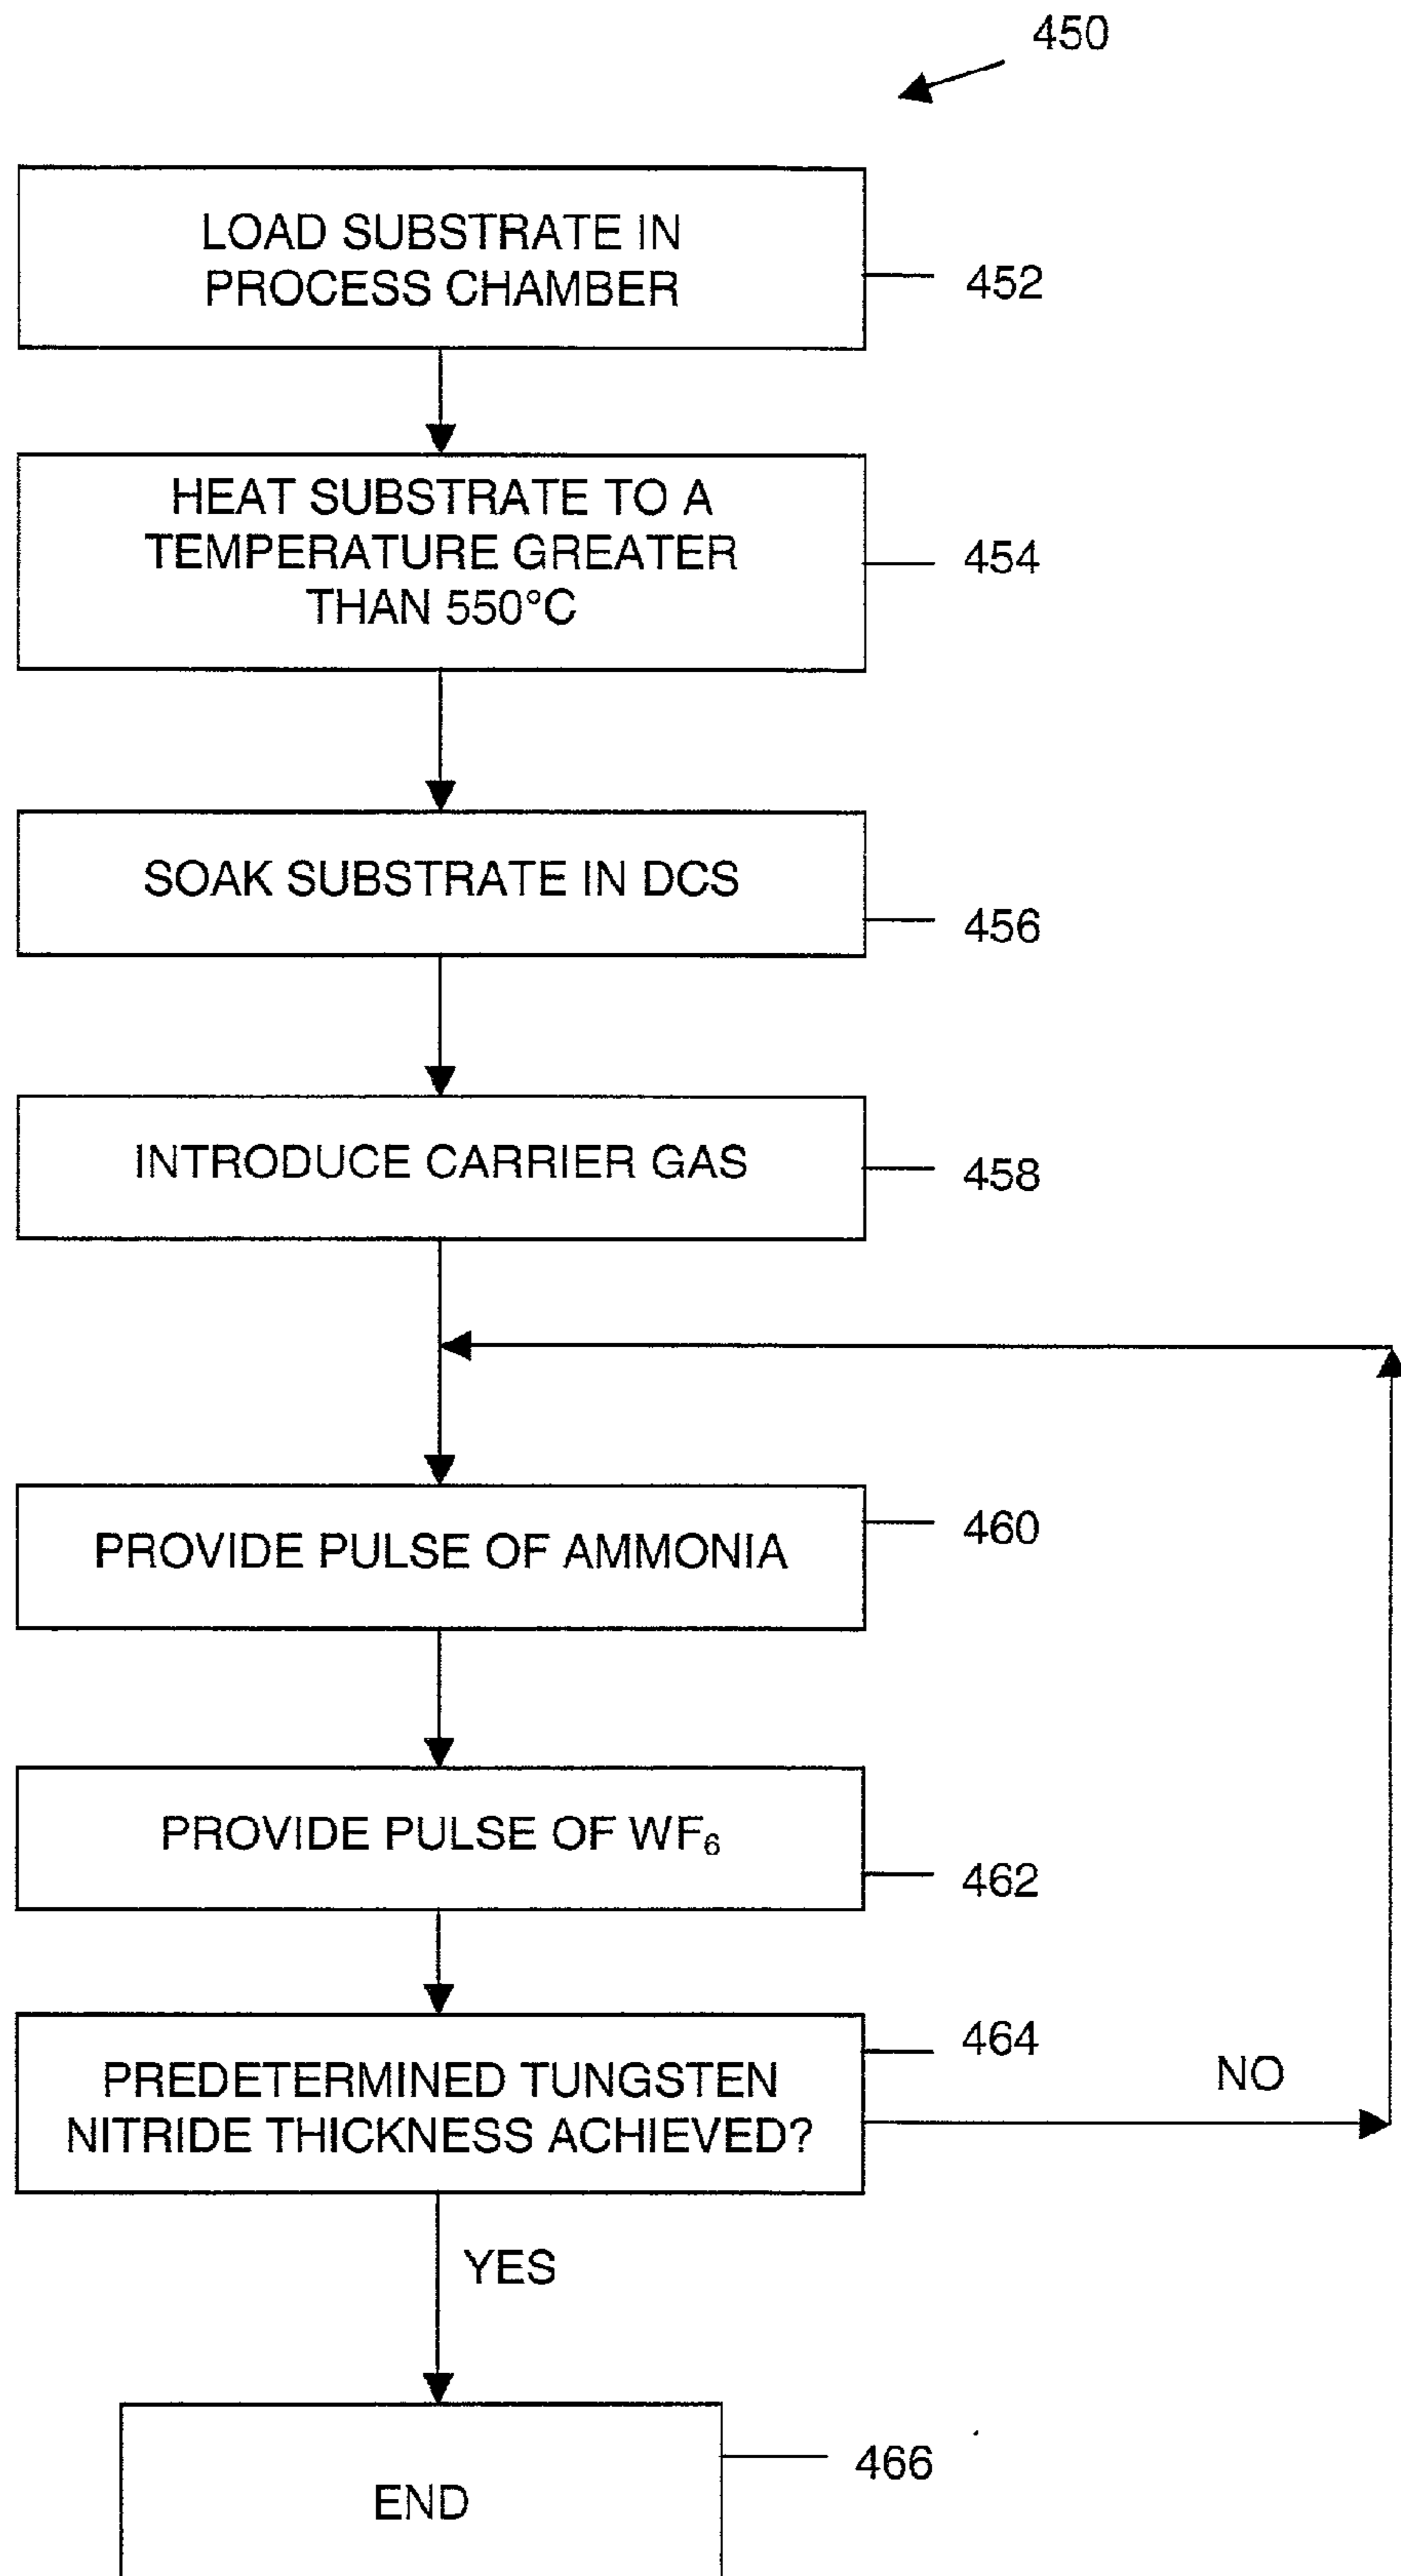 450
LOAD SUBSTRATE IN
PROCESS CHAMBER
452
HEAT SUBSTRATE TO A
TEMPERATURE GREATER
THAN 550°C
454
SOAK SUBSTRATE IN DCS
456
INTRODUCE CARRIER GAS
458
PROVIDE PULSE OF AMMONIA
460
PROVIDE PULSE OF WF₆
462
PREDETERMINED TUNGSTEN
NITRIDE THICKNESS ACHIEVED?
464
NO
YES
END
466